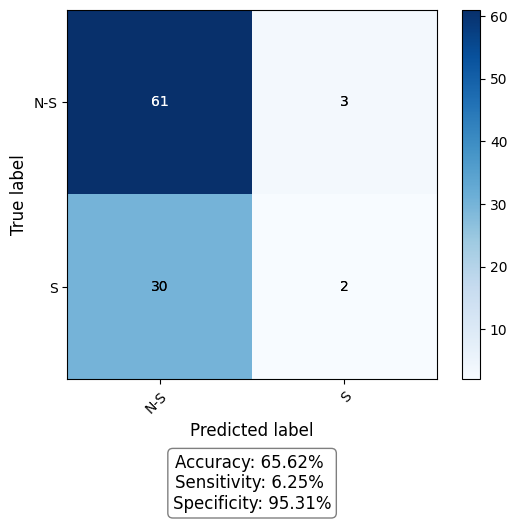 60
N-S
61
3
50
40
True label
30
S
30
2
20
10
N-S
S
Predicted label
Accuracy: 65.62%
Sensitivity: 6.25%
Specificity: 95.31%